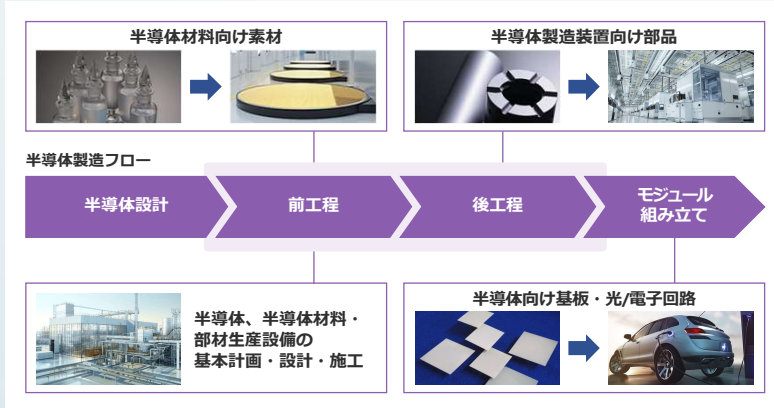 半導体材料向け素材
半導体製造装置向け部品
半導体製造フロー
半導体設計
前工程
後工程
モジュール
組み立て
半導体、半導体材料・
部材生産設備の
基本計画・設計・施工
半導体向け基板・光/電子回路